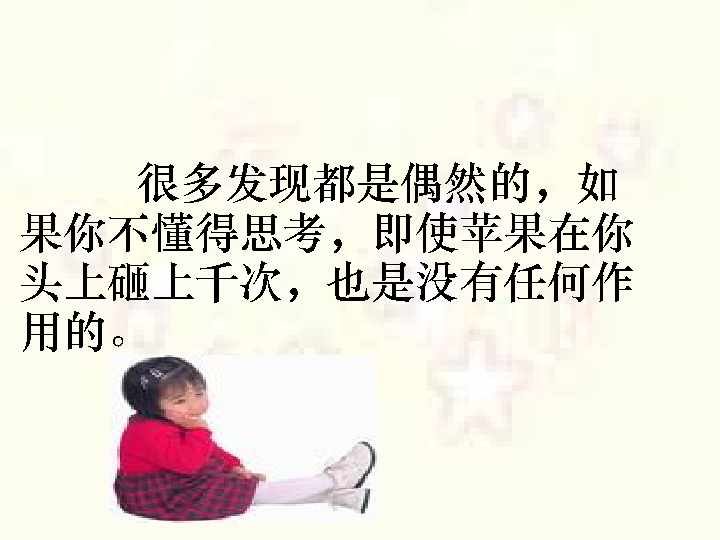 很多发现都是偶然的，如
果你不懂得思考，即使苹果在你
头上砸上千次，也是没有任何作
用的。